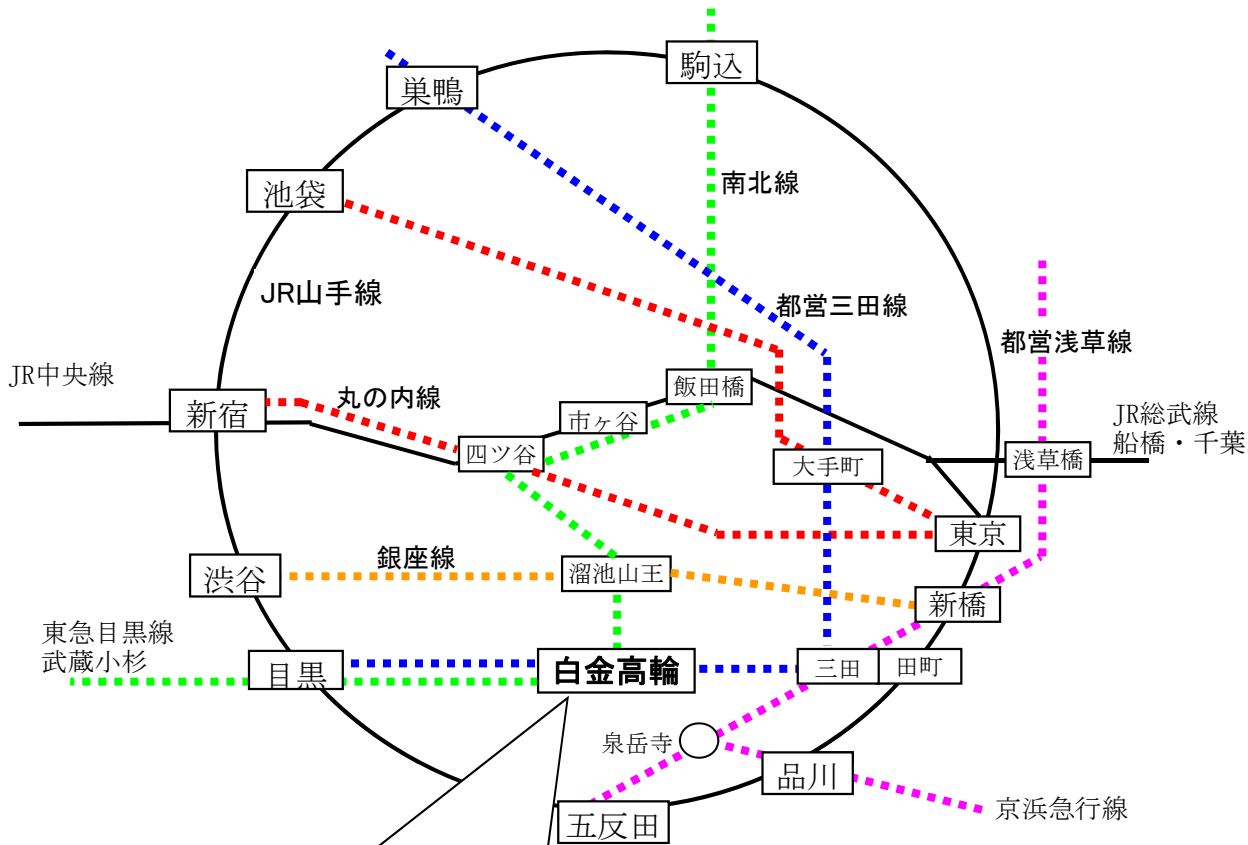 駒込
巣鴨
池袋
南北線
JR山手線
都営三田線
都営浅草線
JR中央線
丸の内線
飯田橋
新宿
市ヶ谷
四ツ谷
大手町
浅草橋
JR総武線
船橋・千葉
東京
銀座線
渋谷
溜池山王
新橋
東急目黒線
武蔵小杉
目黒
白金高輪
三田
田町
泉岳寺
品川
五反田
京浜急行線